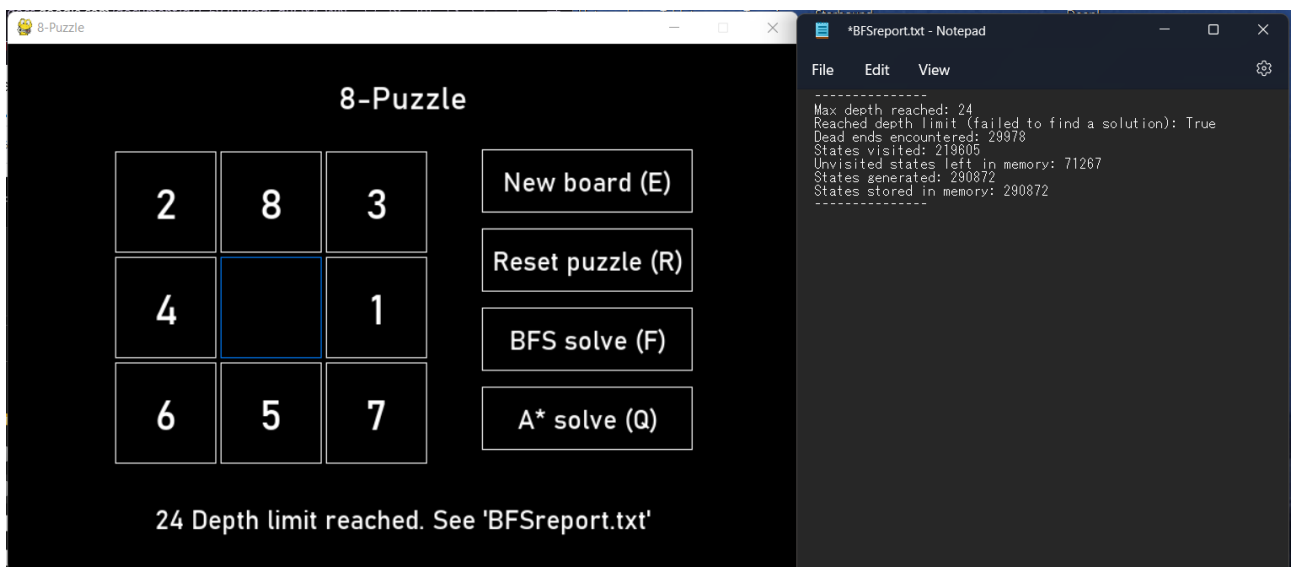 8-Puzzle
8-Puzzle
2 8 3
4 1
6 5 7
New board (E)
Reset puzzle (R)
BFS solve (F)
A* solve (Q)
24 Depth limit reached. See 'BFSreport.txt'
*BFSreport.txt - Notepad
File Edit View
---------------
Max depth reached: 24
Reached depth limit (failed to find a solution): True
Dead ends encountered: 29978
States visited: 219605
Unvisited states left in memory: 71267
States generated: 290872
States stored in memory: 290872
---------------